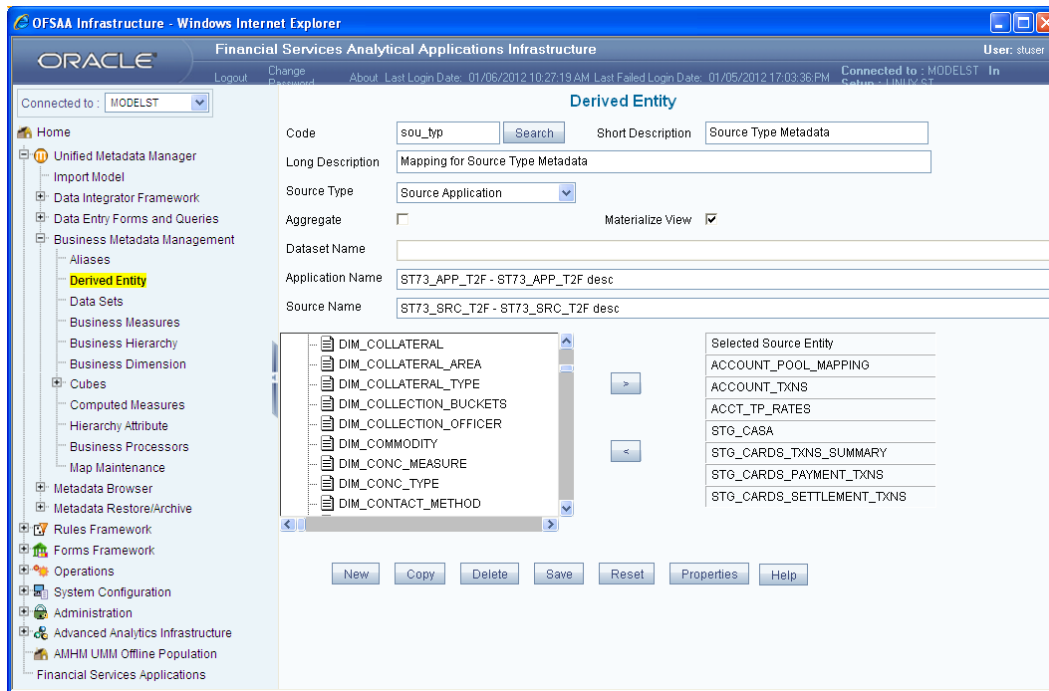 OFSAA Infrastructure - Windows Internet Explorer
ORACLE
Financial Services Analytical Applications Infrastructure
User: stuser
Logout
Change Password
About
Last Login Date: 01/06/2012 10:27:19 AM
Last Failed Login Date: 01/05/2012 17:03:36:PM
Connected to : MODELST In
Setup : LINUX ST
Connected to : MODELST
Home
Unified Metadata Manager
Import Model
Data Integrator Framework
Data Entry Forms and Queries
Business Metadata Management
Aliases
Derived Entity
Data Sets
Business Measures
Business Hierarchy
Business Dimension
Cubes
Computed Measures
Hierarchy Attribute
Business Processors
Map Maintenance
Metadata Browser
Metadata Restore/Archive
Rules Framework
Forms Framework
Operations
System Configuration
Administration
Advanced Analytics Infrastructure
AMHM UMM Offline Population
Financial Services Applications
Derived Entity
Code sou_typ Search Short Description Source Type Metadata
Long Description Mapping for Source Type Metadata
Source Type Source Application
Aggregate Materialize View
Dataset Name
Application Name ST73_APP_T2F - ST73_APP_T2F desc
Source Name ST73_SRC_T2F - ST73_SRC_T2F desc
DIM_COLLATERAL
DIM_COLLATERAL_AREA
DIM_COLLATERAL_TYPE
DIM_COLLECTION_BUCKETS
DIM_COLLECTION_OFFICER
DIM_COMMODITY
DIM_CONC_MEASURE
DIM_CONC_TYPE
DIM_CONTACT_METHOD
>
<
Selected Source Entity
ACCOUNT_POOL_MAPPING
ACCOUNT_TXNS
ACCT_TP_RATES
STG_CASA
STG_CARDS_TXNS_SUMMARY
STG_CARDS_PAYMENT_TXNS
STG_CARDS_SETTLEMENT_TXNS
New Copy Delete Save Reset Properties Help